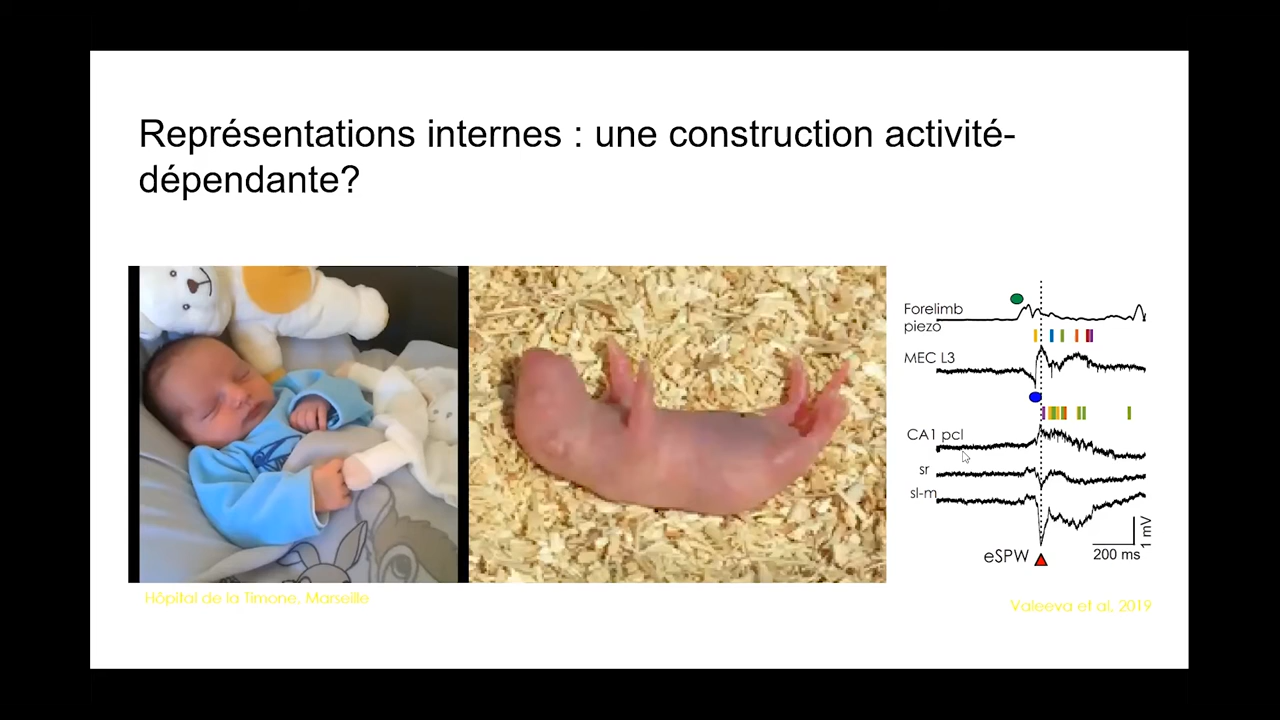 Représentations internes : une construction activité-
dépendante?
Forelimb
piezo
MEC L3
CA1 pcl
sr
sl-m
eSPW
200 ms
1 mV
Hôpital de la Timone, Marseille
Valeeva et al, 2019